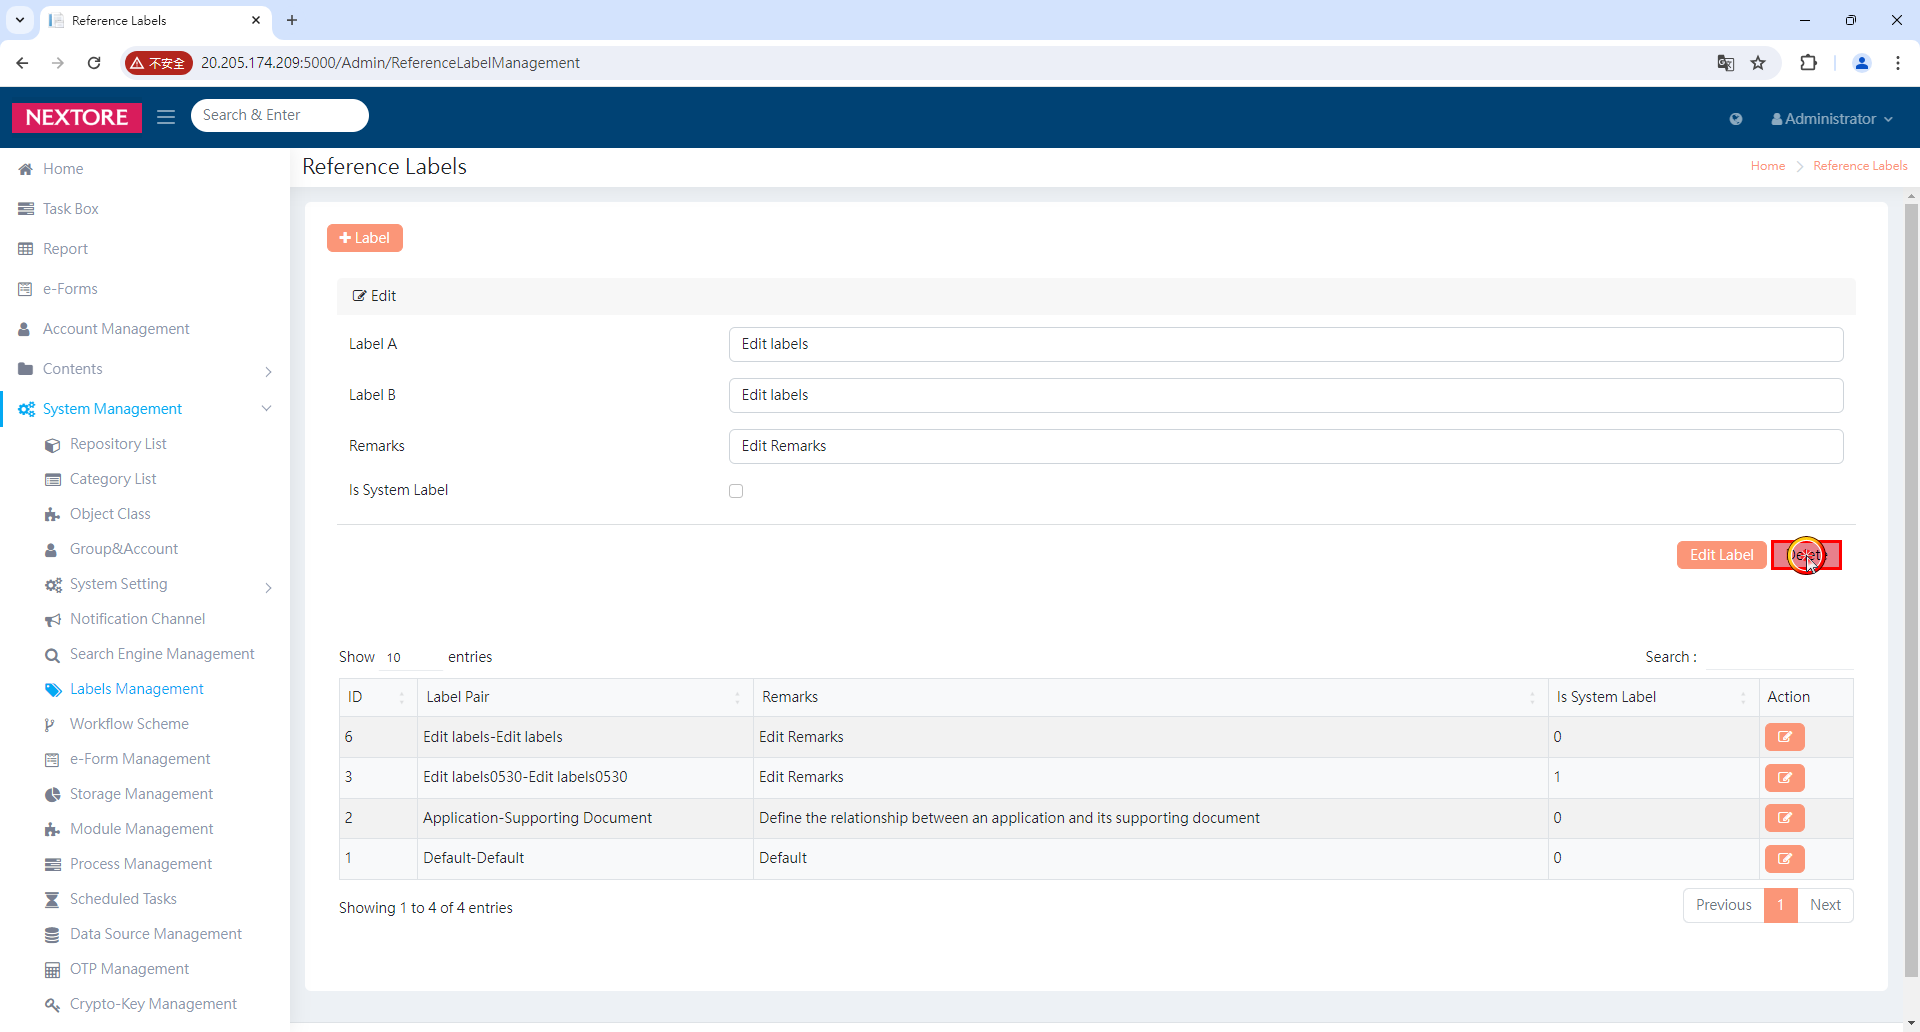 Reference Labels
不安全
20.205.174.209:5000/Admin/ReferenceLabelManagement
NEXTORE
Search & Enter
Administrator
Home
Task Box
Report
e-Forms
Account Management
Contents
System Management
Repository List
Category List
Object Class
Group&Account
System Setting
Notification Channel
Search Engine Management
Labels Management
Workflow Scheme
e-Form Management
Storage Management
Module Management
Process Management
Scheduled Tasks
Data Source Management
OTP Management
Crypto-Key Management
Reference Labels
Home Reference Labels
Label
Edit
Label A Edit labels
Label B Edit labels
Remarks Edit Remarks
Is System Label
Edit Label Delete
Show 10 entries Search :
ID Label Pair Remarks Is System Label Action
6 Edit labels-Edit labels Edit Remarks 0
3 Edit labels0530-Edit labels0530 Edit Remarks 1
2 Application-Supporting Document Define the relationship between an application and its supporting document 0
1 Default-Default Default 0
Showing 1 to 4 of 4 entries Previous 1 Next